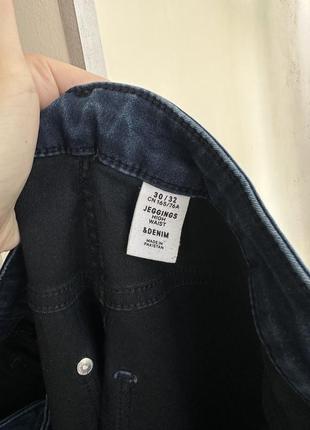 30 / 32
CN 165/76A
JEGGINGS
HIGH
WAIST
&DENIM
MADE IN
PAKISTAN